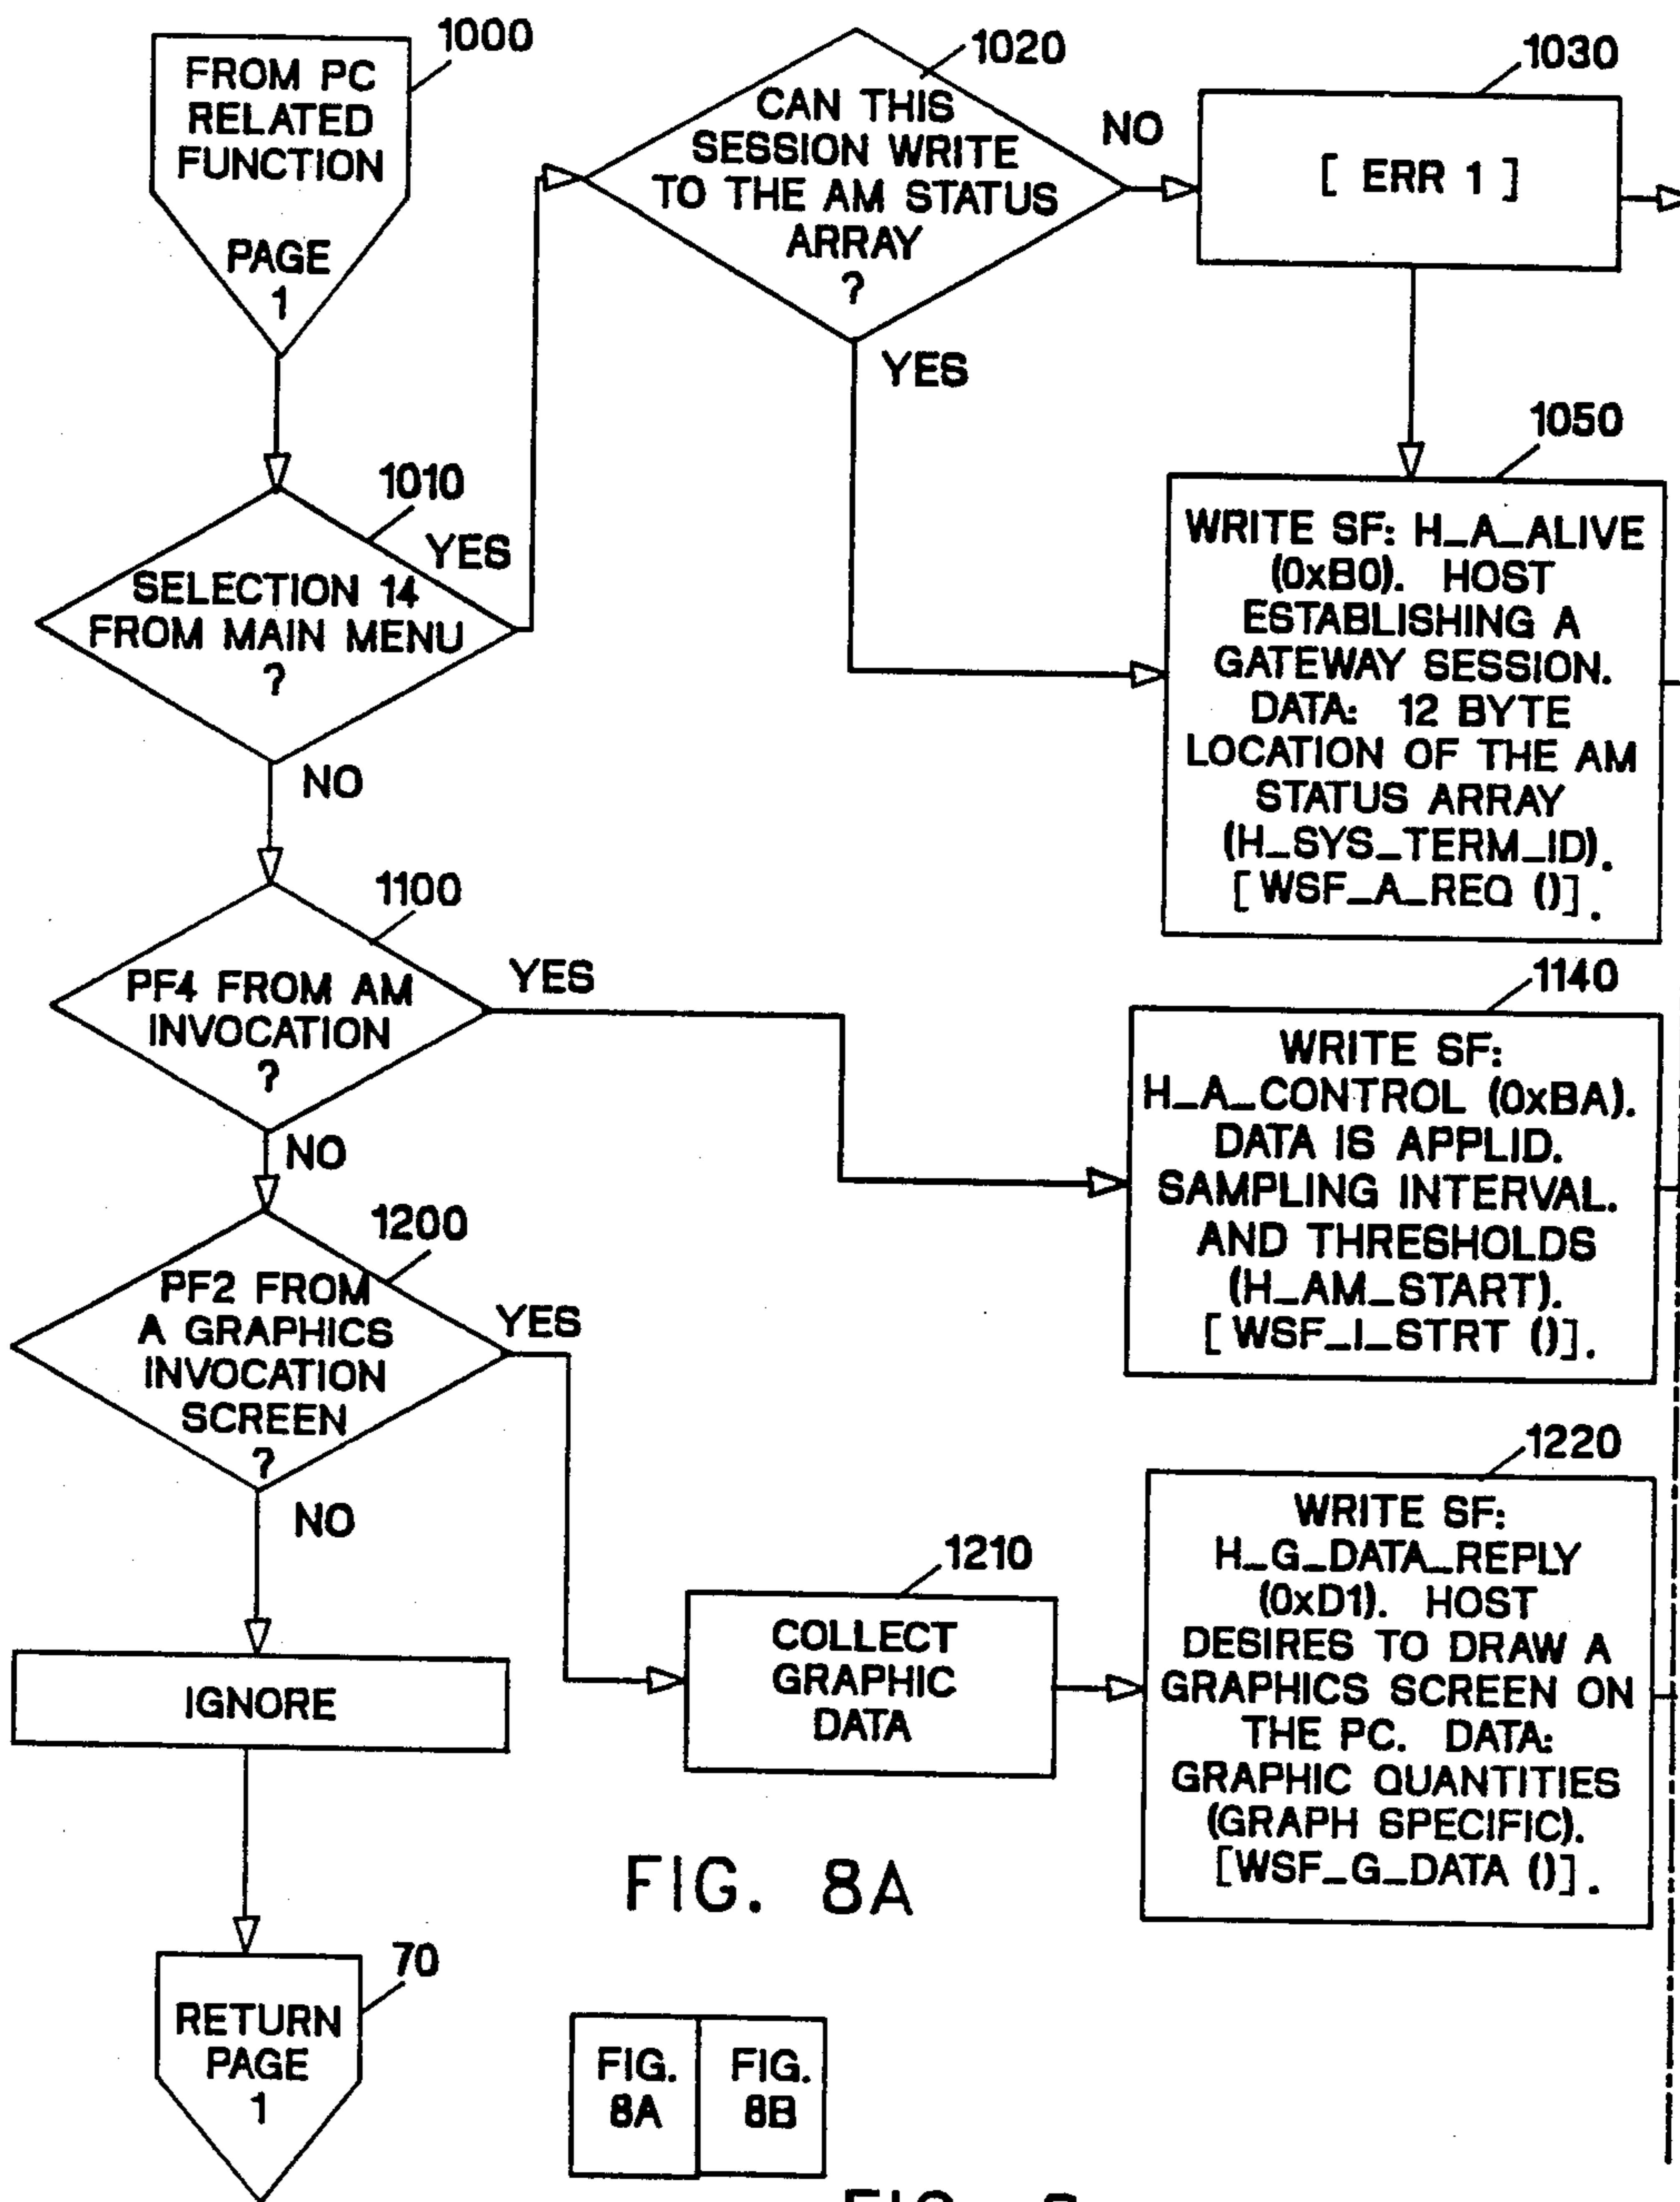 1000
FROM PC
RELATED
FUNCTION
PAGE
1
1010
SELECTION 14
FROM MAIN MENU
?
YES
NO
1020
CAN THIS
SESSION WRITE
TO THE AM STATUS
ARRAY
?
NO
YES
1030
[ ERR 1 ]
1050
WRITE SF: H_A_ALIVE
(0xB0). HOST
ESTABLISHING A
GATEWAY SESSION.
DATA: 12 BYTE
LOCATION OF THE AM
STATUS ARRAY
(H_SYS_TERM_ID).
[ WSF_A_REQ ()].
1100
PF4 FROM AM
INVOCATION
?
YES
NO
1140
WRITE SF:
H_A_CONTROL (0xBA).
DATA IS APPLID.
SAMPLING INTERVAL.
AND THRESHOLDS
(H_AM_START).
[ WSF_I_STRT ()].
1200
PF2 FROM
A GRAPHICS
INVOCATION
SCREEN
?
YES
NO
1210
COLLECT
GRAPHIC
DATA
1220
WRITE SF:
H_G_DATA_REPLY
(0xD1). HOST
DESIRES TO DRAW A
GRAPHICS SCREEN ON
THE PC. DATA:
GRAPHIC QUANTITIES
(GRAPH SPECIFIC).
[WSF_G_DATA ()].
IGNORE
70
RETURN
PAGE
1
FIG. 8A
FIG.
8A
FIG.
8B